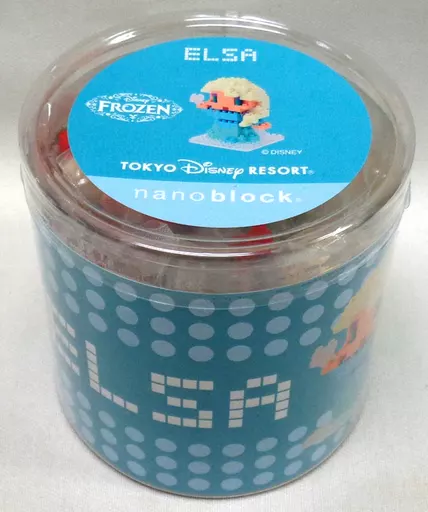 ELSA
Disney
FROZEN
© DISNEY
TOKYO Disney RESORT®
nanoblock®
ELSA